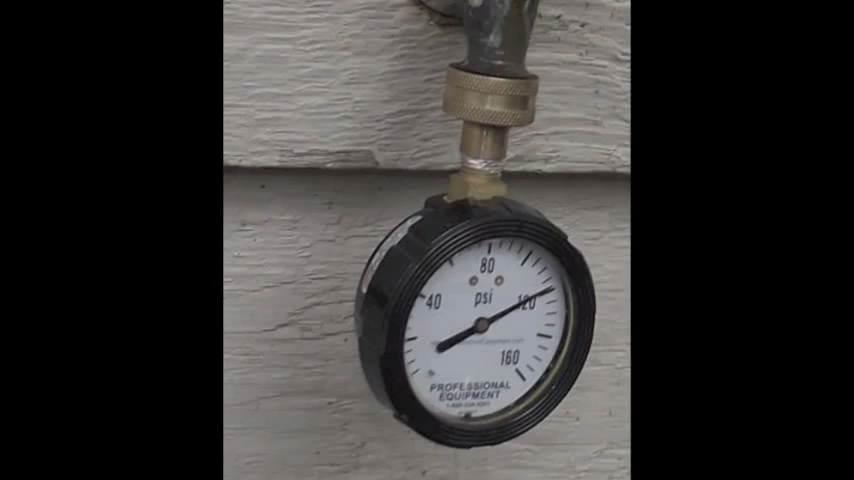 80
psi
40
120
160
PROFESSIONAL
EQUIPMENT